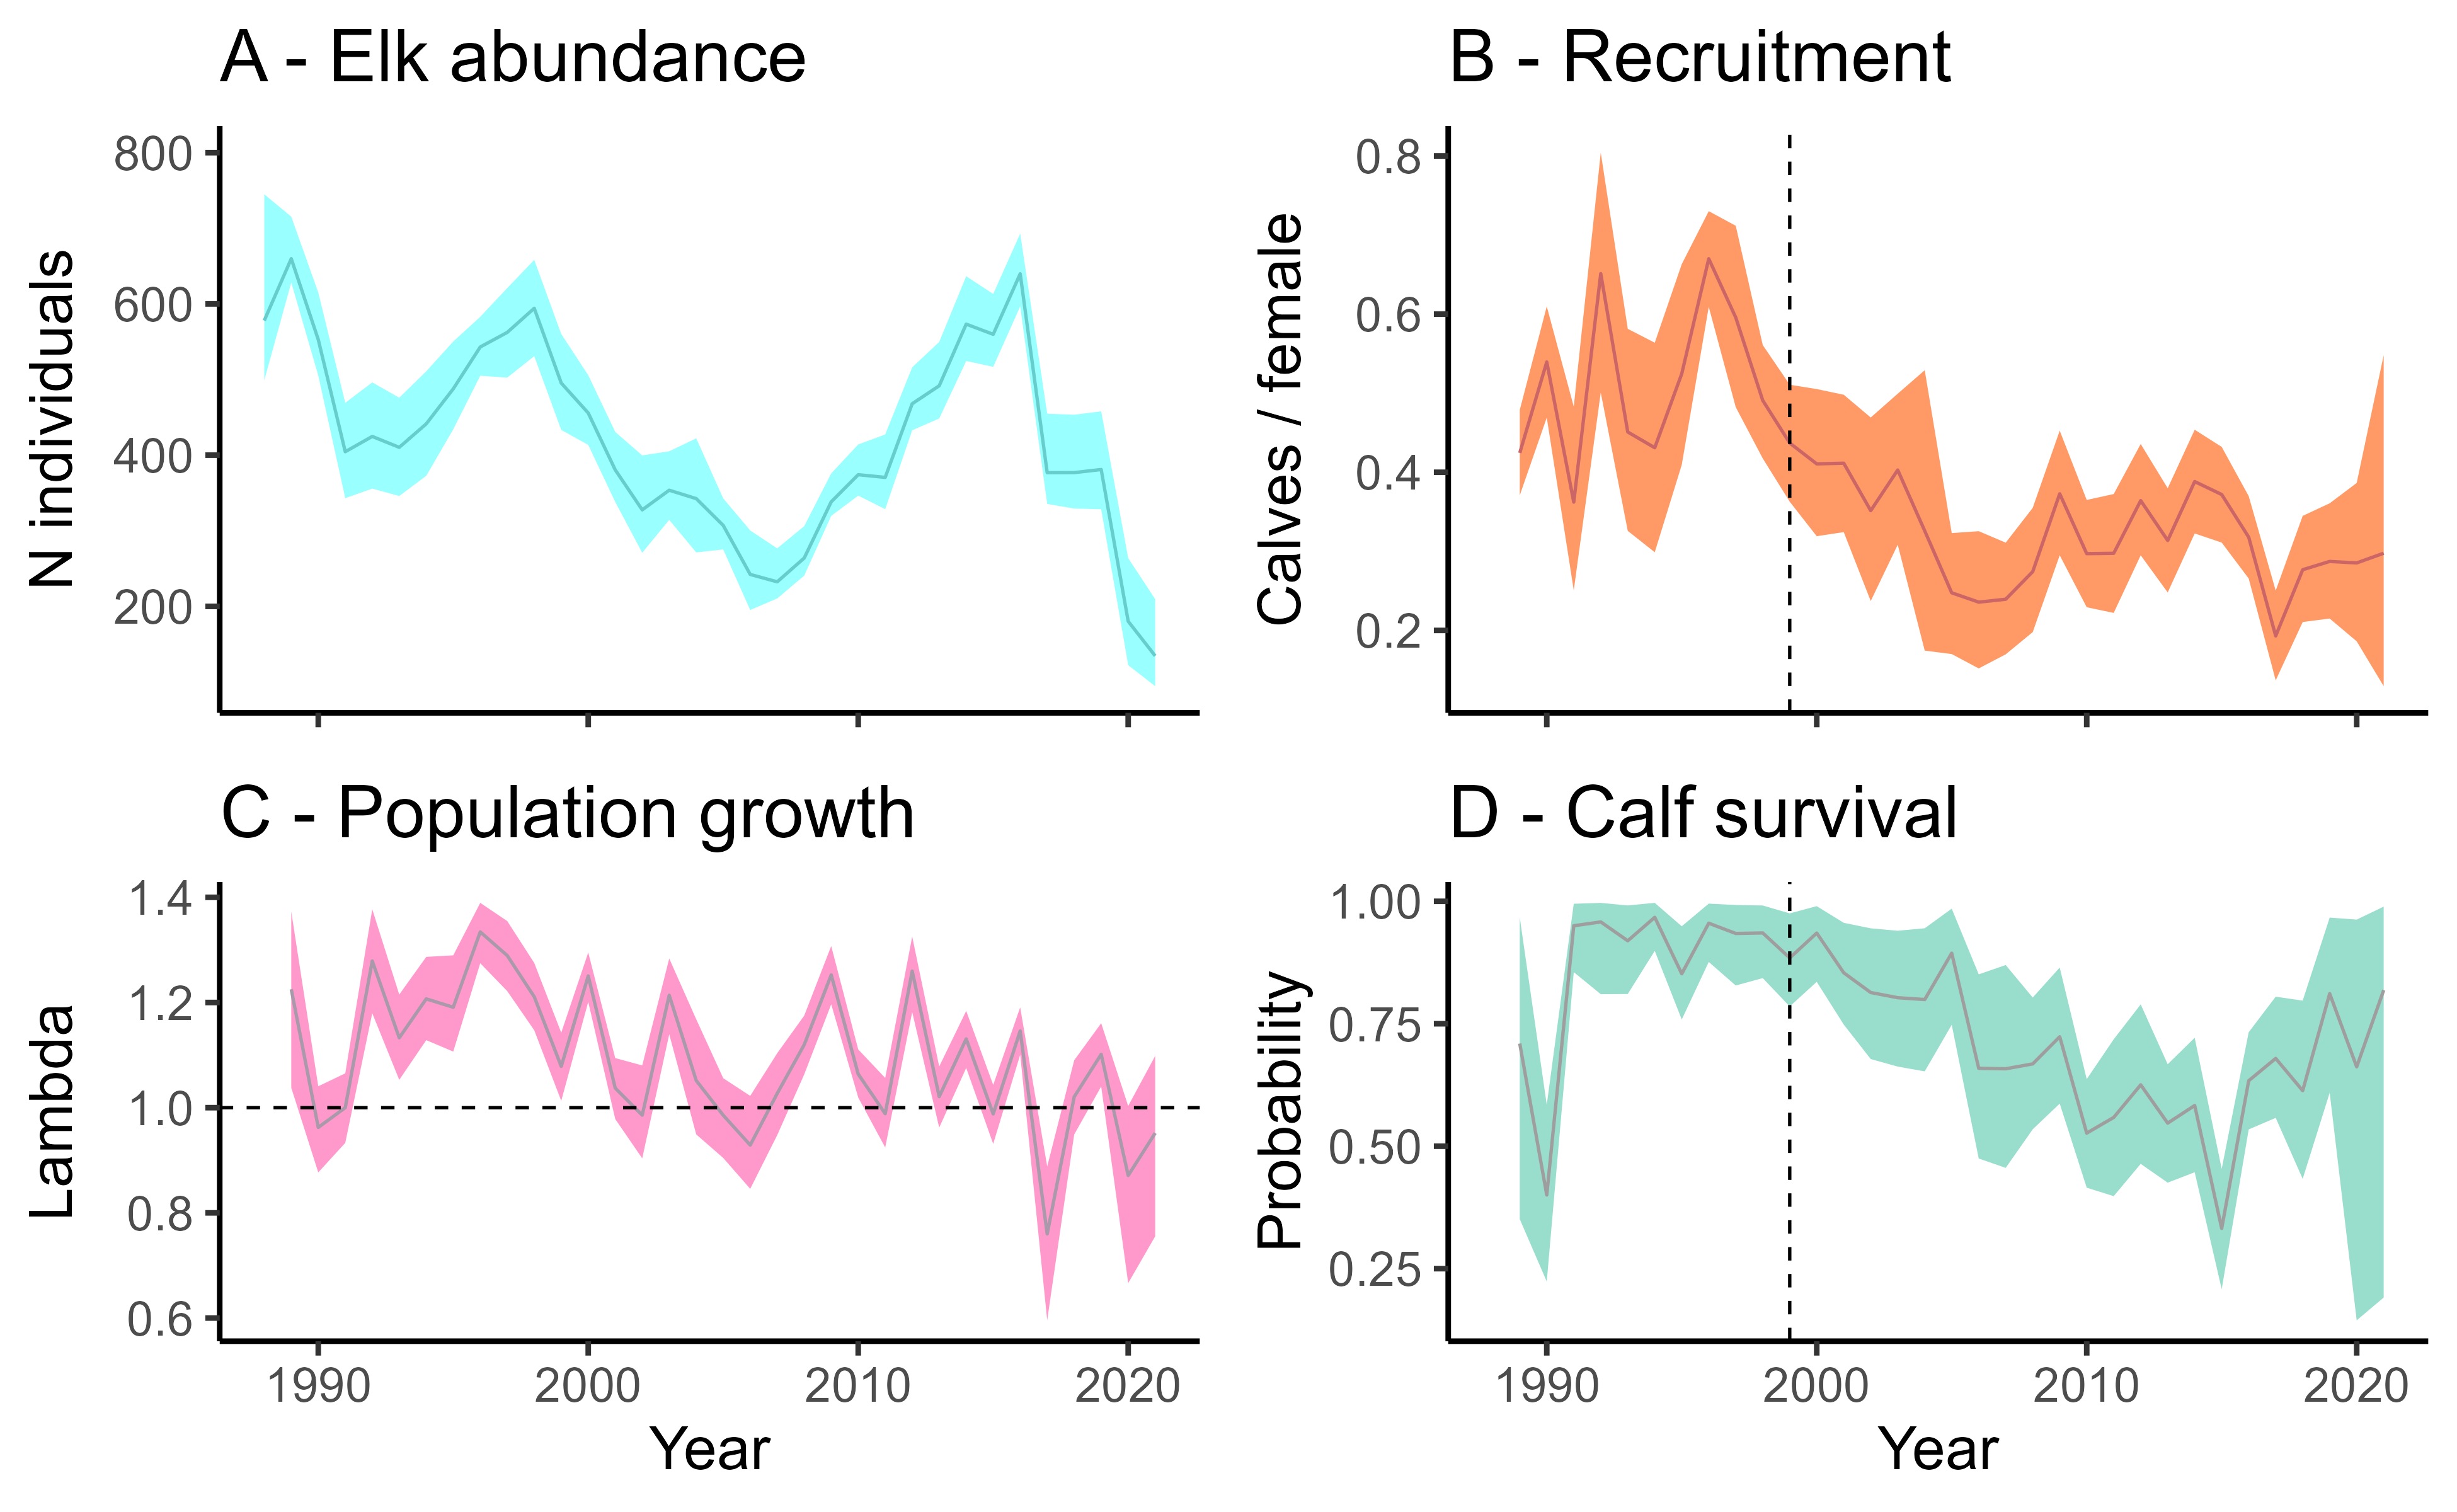 A - Elk abundance
N individuals
800
600
400
200
B - Recruitment
Calves / female
0.8
0.6
0.4
0.2
C - Population growth
Lambda
1.4
1.2
1.0
0.8
0.6
1990 2000 2010 2020
Year
D - Calf survival
Probability
1.00
0.75
0.50
0.25
1990 2000 2010 2020
Year